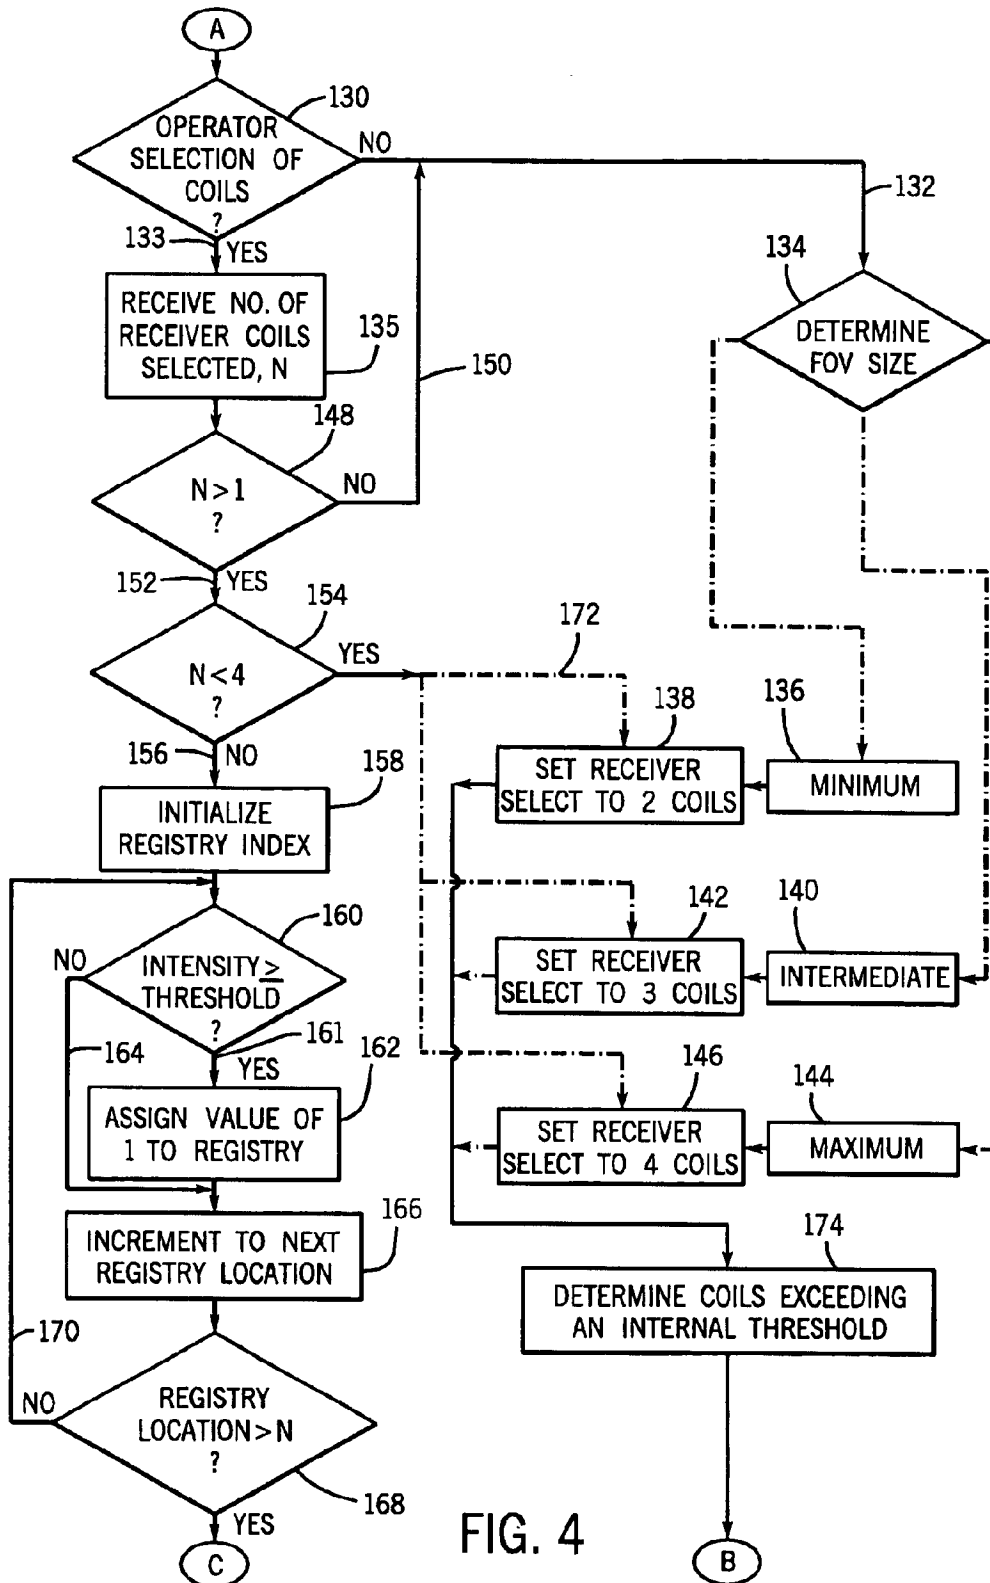 A
130
OPERATOR
SELECTION OF
COILS
?
NO
132
133
YES
134
DETERMINE
FOV SIZE
RECEIVE NO. OF
RECEIVER COILS
SELECTED, N
135
150
148
N > 1
?
NO
152
YES
154
N < 4
?
YES
172
156
NO
138
SET RECEIVER
SELECT TO 2 COILS
136
MINIMUM
158
INITIALIZE
REGISTRY INDEX
160
NO
INTENSITY ≥
THRESHOLD
?
142
SET RECEIVER
SELECT TO 3 COILS
140
INTERMEDIATE
164
161
YES
162
ASSIGN VALUE OF
1 TO REGISTRY
146
SET RECEIVER
SELECT TO 4 COILS
144
MAXIMUM
166
INCREMENT TO NEXT
REGISTRY LOCATION
174
DETERMINE COILS EXCEEDING
AN INTERNAL THRESHOLD
170
NO
REGISTRY
LOCATION > N
?
168
YES
C
FIG. 4
B